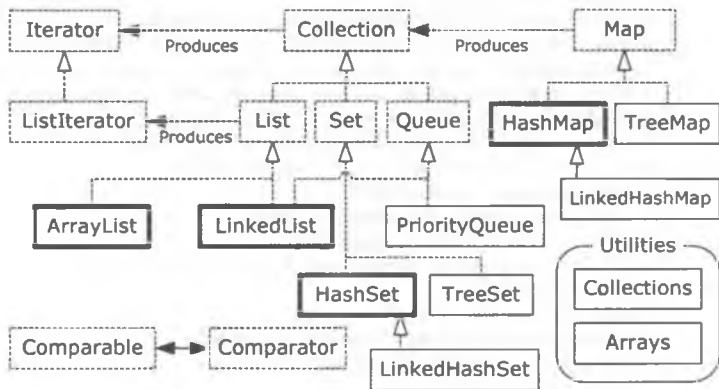 Iterator
Produces
Collection
Produces
Map
ListIterator
Produces
List
Set
Queue
HashMap
TreeMap
ArrayList
LinkedList
PriorityQueue
LinkedHashMap
Utilities
Collections
Arrays
HashSet
TreeSet
Comparable
Comparator
LinkedHashSet